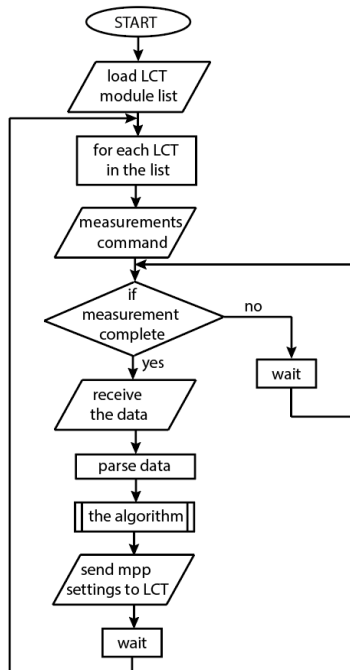 START
load LCT
module list
for each LCT
in the list
measurements
command
if
measurement
complete
no
yes
wait
receive
the data
parse data
the algorithm
send mpp
settings to LCT
wait